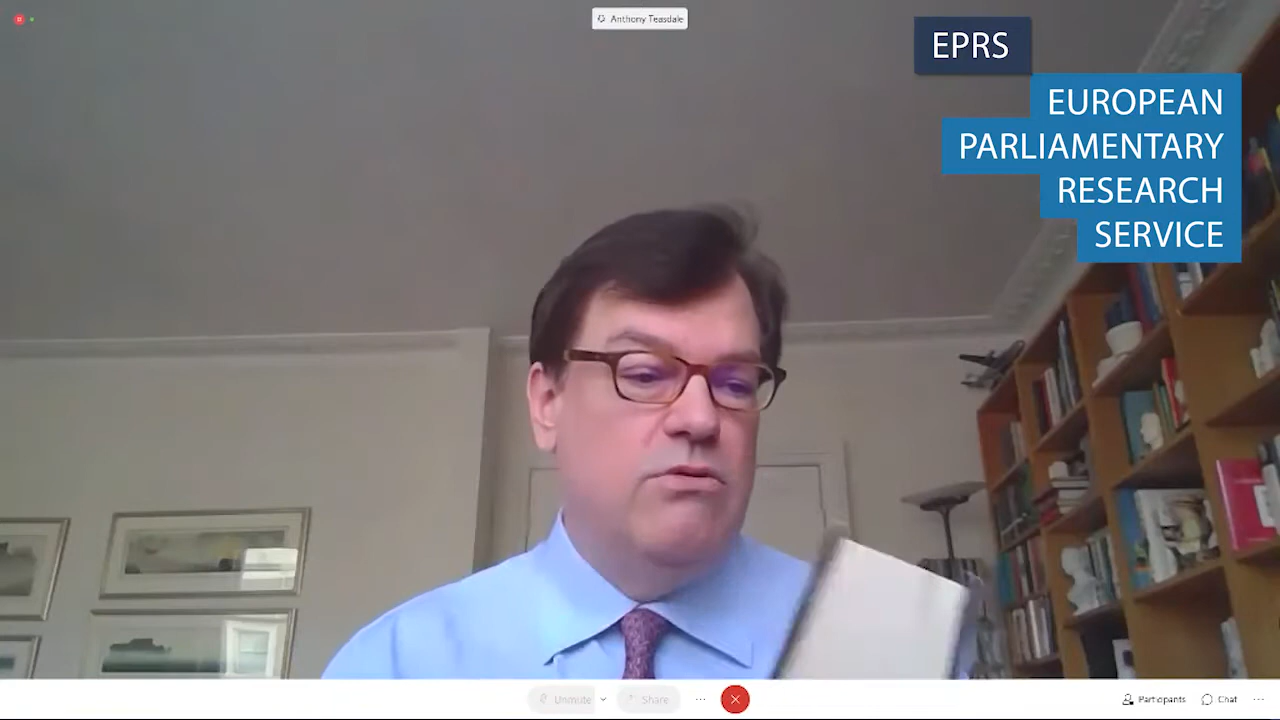 Anthony Teasdale
EPRS
EUROPEAN
PARLIAMENTARY
RESEARCH
SERVICE
Unmute
Share
Participants
Chat